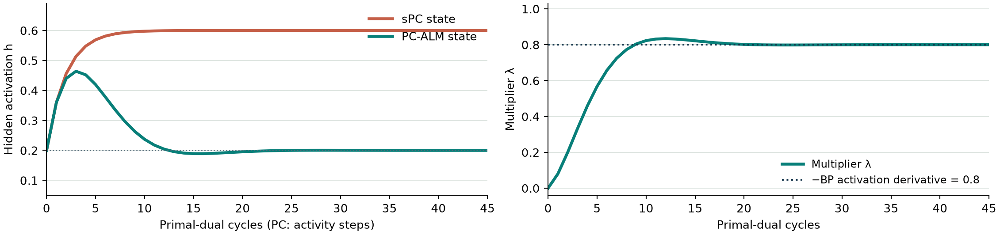 Hidden activation h
0.6
0.5
0.4
0.3
0.2
0.1
sPC state
PC-ALM state
0 5 10 15 20 25 30 35 40 45
Primal-dual cycles (PC: activity steps)
Multiplier λ
1.0
0.8
0.6
0.4
0.2
0.0
Multiplier λ
−BP activation derivative = 0.8
0 5 10 15 20 25 30 35 40 45
Primal-dual cycles